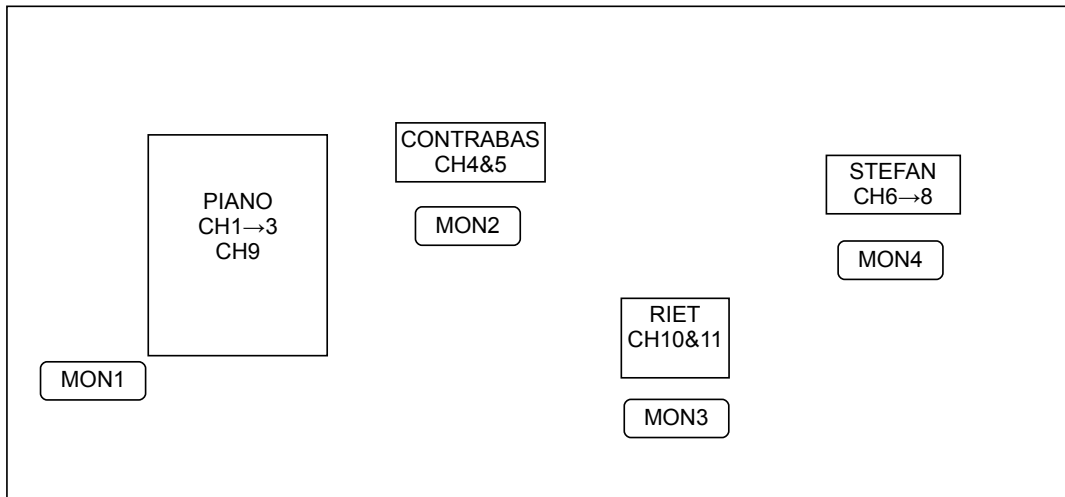 PIANO
CH1→3
CH9
MON1
CONTRABAS
CH4&5
MON2
RIET
CH10&11
MON3
STEFAN
CH6→8
MON4